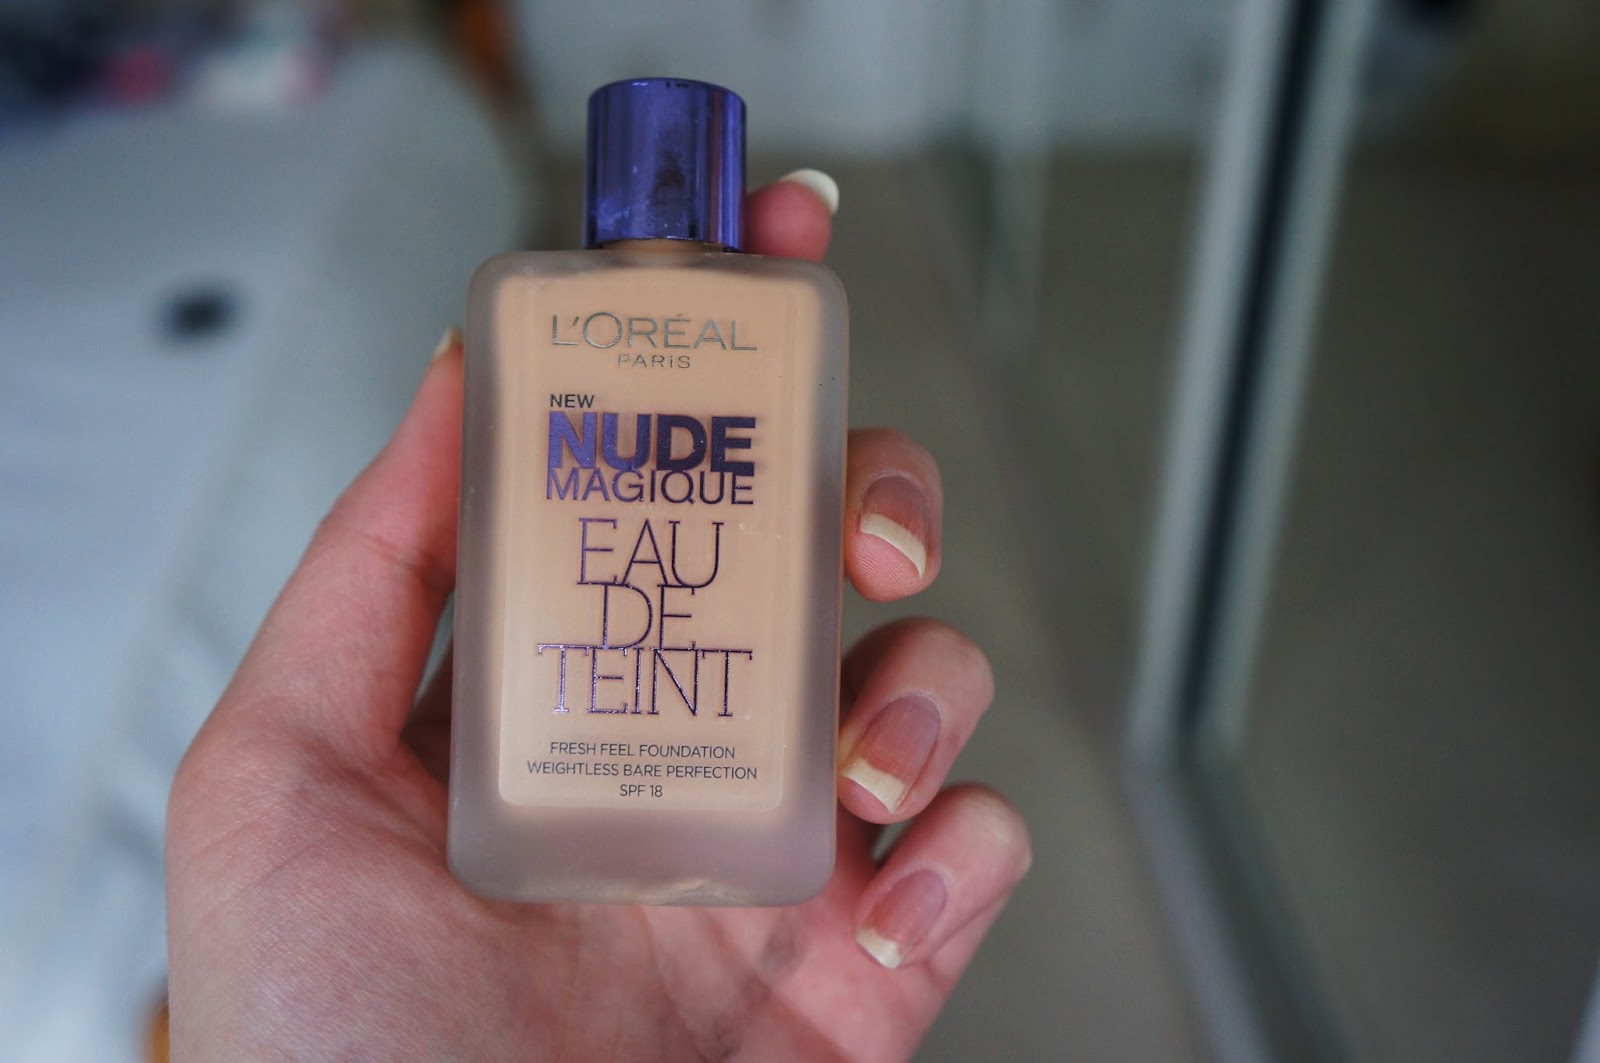 L'ORÉAL
PARIS
NEW
NUDE
MAGIQUE
EAU
DE
TEINT
FRESH FEEL FOUNDATION
WEIGHTLESS BARE PERFECTION
SPF 18